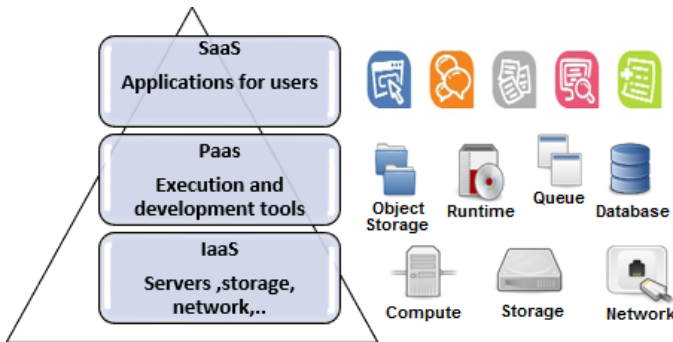 SaaS
Applications for users
Paas
Execution and
development tools
Object
Storage
Runtime
Queue
Database
IaaS
Servers ,storage,
network,..
Compute
Storage
Network